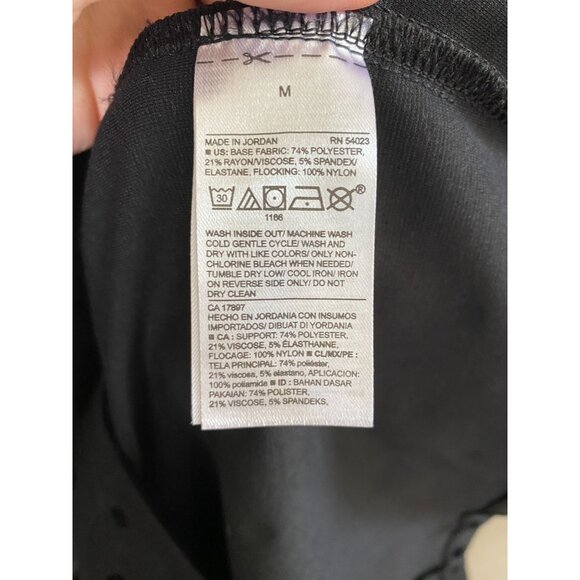 M
MADE IN JORDAN RN 54023
■ US: BASE FABRIC: 74% POLYESTER,
21% RAYON/VISCOSE, 5% SPANDEX/
ELASTANE, FLOCKING: 100% NYLON
30 ®
1186
WASH INSIDE OUT/ MACHINE WASH
COLD GENTLE CYCLE/ WASH AND
DRY WITH LIKE COLORS/ ONLY NON-
CHLORINE BLEACH WHEN NEEDED/
TUMBLE DRY LOW/ COOL IRON/ IRON
ON REVERSE SIDE ONLY/ DO NOT
DRY CLEAN
CA 17897
HECHO EN JORDANIA CON INSUMOS
IMPORTADOS/ DIBUAT DI YORDANIA
■ CA : SUPPORT: 74% POLYESTER,
21% VISCOSE, 5% ÉLASTHANNE,
FLOCAGE: 100% NYLON ■ CL/MX/PE :
TELA PRINCIPAL: 74% poliéster,
21% viscosa, 5% elastano, APLICACION:
100% poliamida ■ ID : BAHAN DASAR
PAKAIAN: 74% POLISTER,
21% VISCOSE, 5% SPANDEKS,